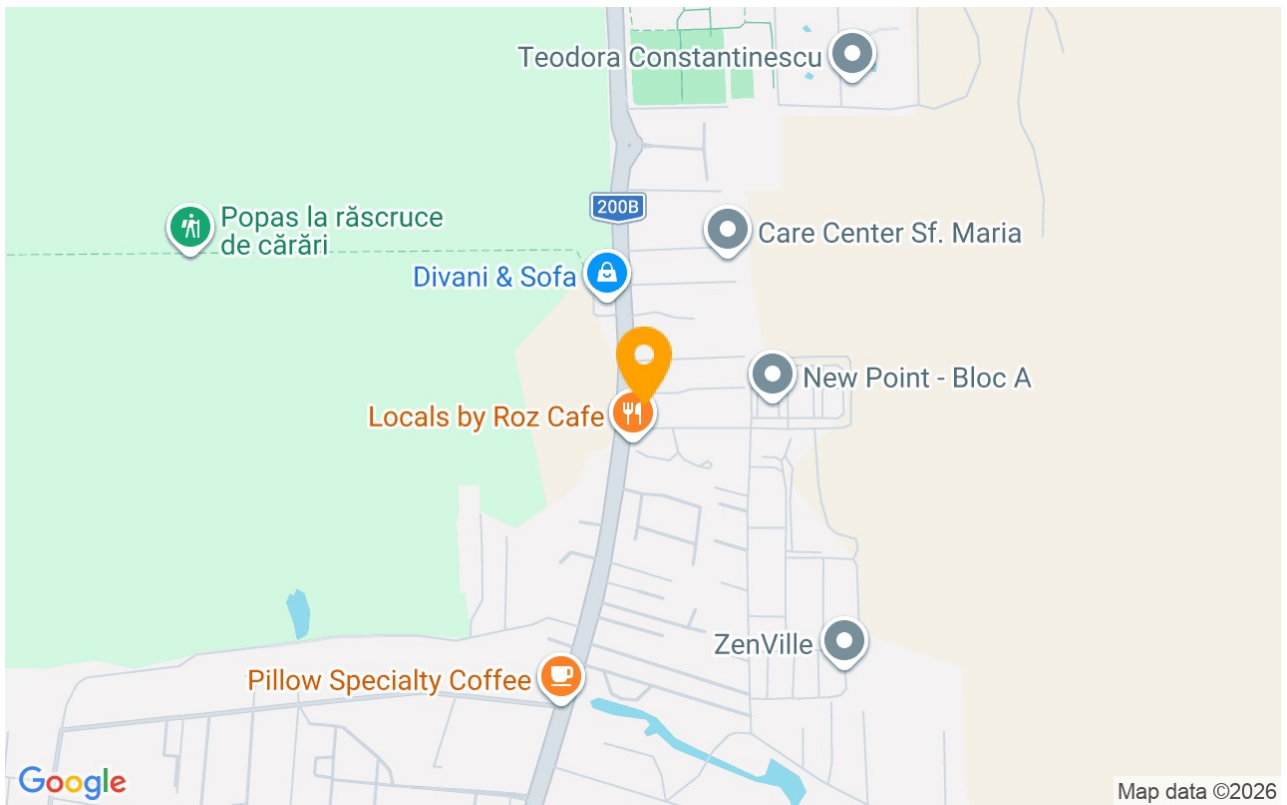 Teodora Constantinescu
200B
Popas la răscruce
de cărări
Care Center Sf. Maria
Divani & Sofa
New Point - Bloc A
Locals by Roz Cafe
ZenVille
Pillow Specialty Coffee
Google
Map data ©2026